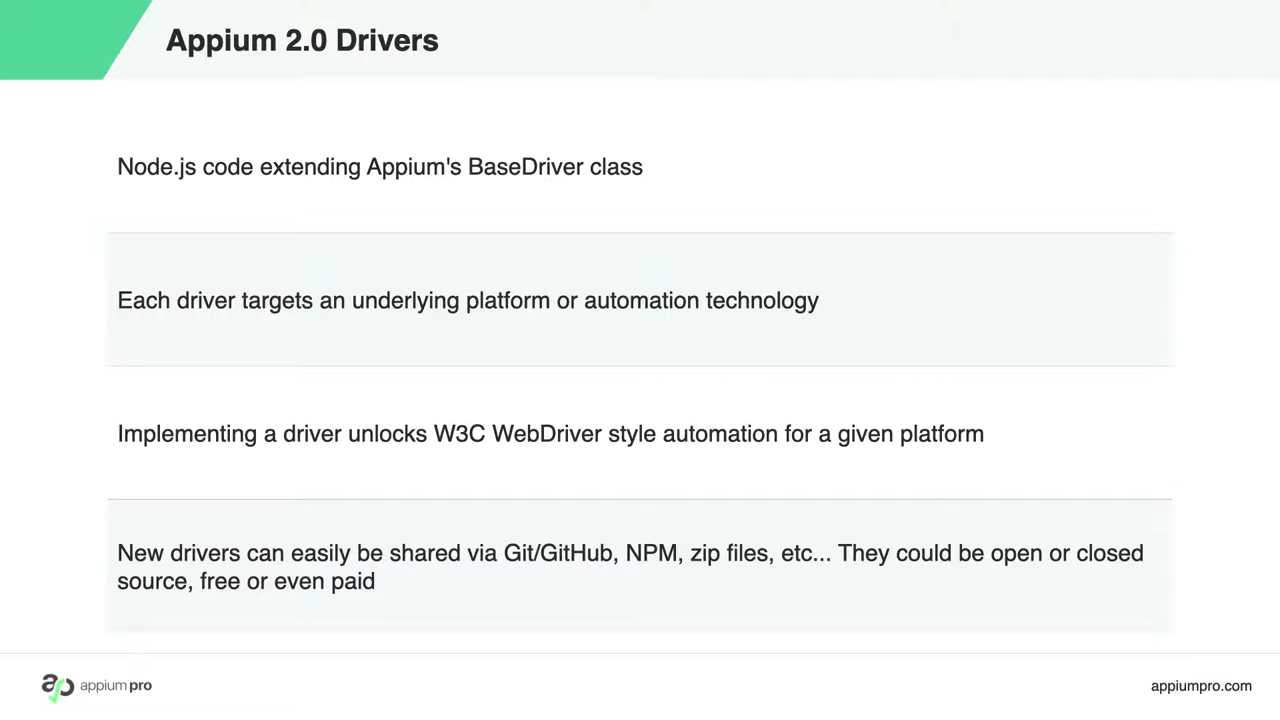 Appium 2.0 Drivers
Node.js code extending Appium's BaseDriver class
Each driver targets an underlying platform or automation technology
Implementing a driver unlocks W3C WebDriver style automation for a given platform
New drivers can easily be shared via Git/GitHub, NPM, zip files, etc... They could be open or closed
source, free or even paid
appium pro
appiumpro.com